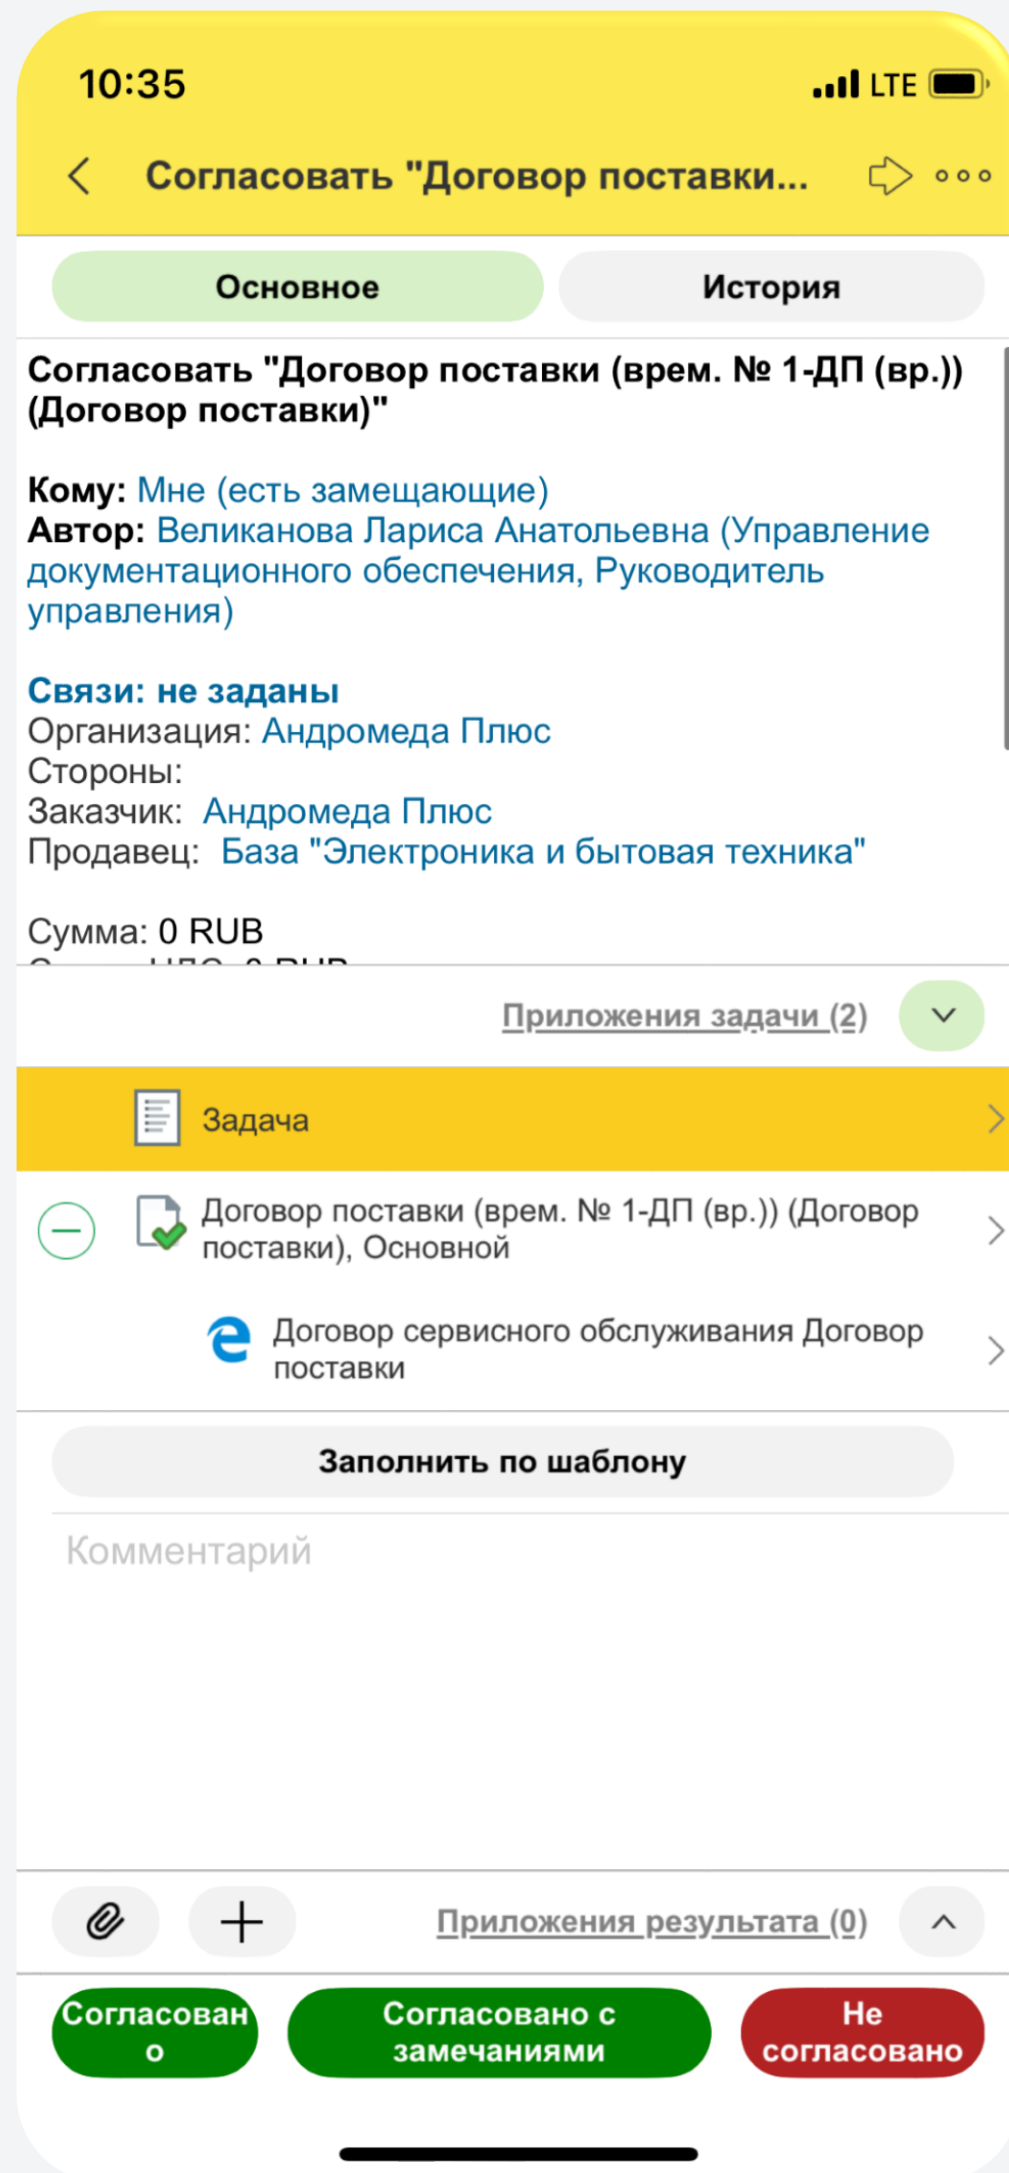 10:35
LTE
Согласовать "Договор поставки...
Основное
История
Согласовать "Договор поставки (врем. № 1-ДП (вр.))
(Договор поставки)"
Кому: Мне (есть замещающие)
Автор: Великанова Лариса Анатольевна (Управление
документационного обеспечения, Руководитель
управления)
Связи: не заданы
Организация: Андромеда Плюс
Стороны:
Заказчик: Андромеда Плюс
Продавец: База "Электроника и бытовая техника"
Сумма: 0 RUB
Приложения задачи (2)
Задача
Договор поставки (врем. № 1-ДП (вр.)) (Договор
поставки), Основной
Договор сервисного обслуживания Договор
поставки
Заполнить по шаблону
Комментарий
Приложения результата (0)
Согласован
о
Согласовано с
замечаниями
Не
согласовано